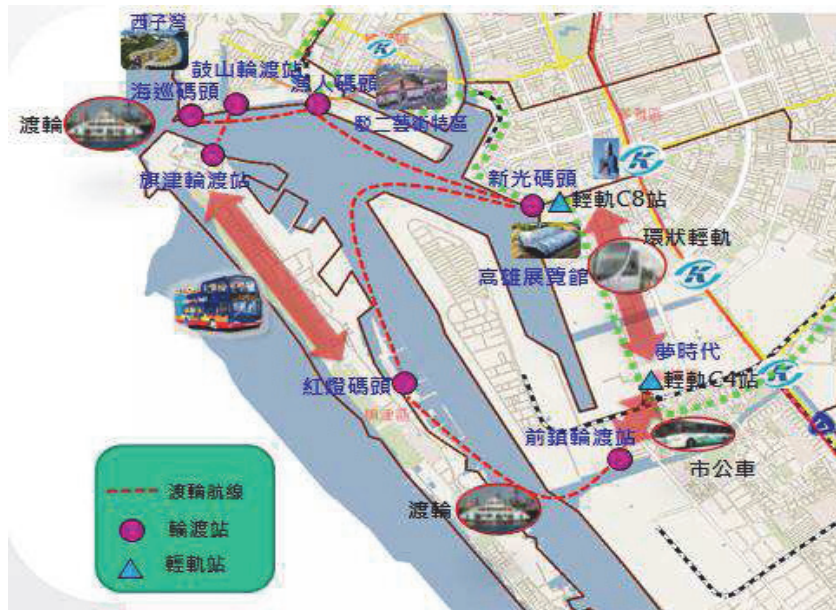 西子灣
鼓山輪渡站
漁人碼頭
海巡碼頭
渡輪
駁二藝術特區
旗津輪渡站
新光碼頭
輕軌C8站
環狀輕軌
高雄展覽館
夢時代
輕軌C4站
紅燈碼頭
旗津區
前鎮輪渡站
市公車
渡輪
渡輪航線
輪渡站
輕軌站
17
K
K
K
K